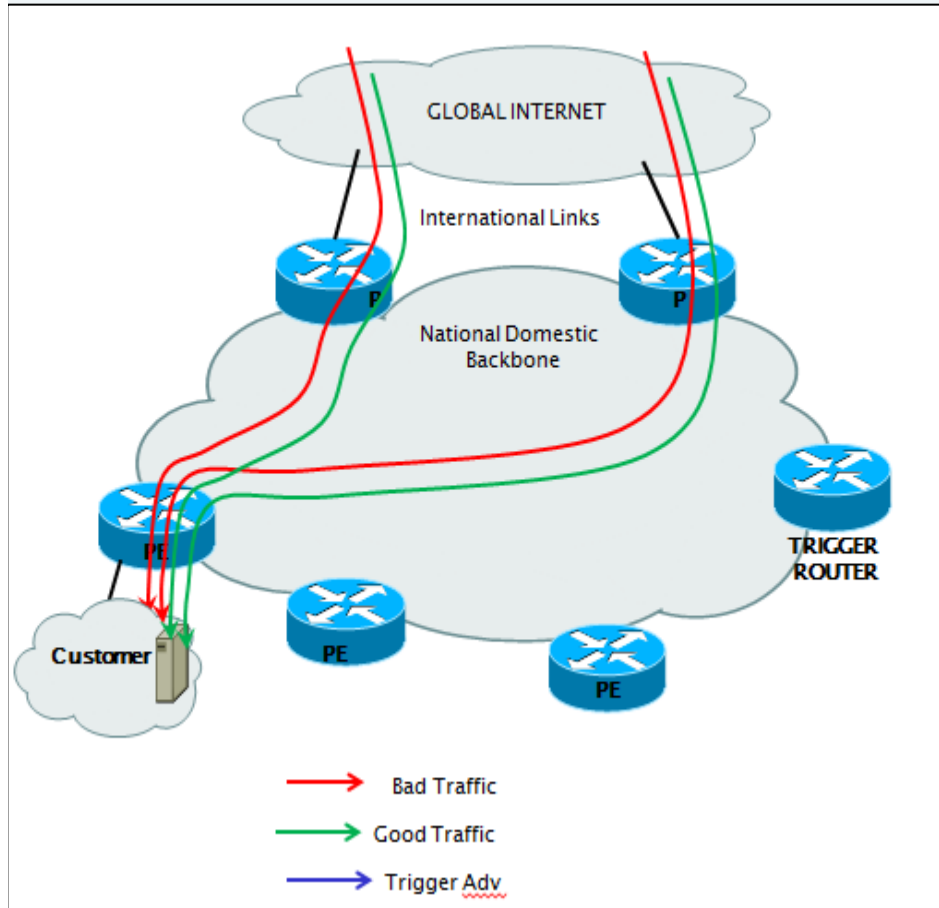 GLOBAL INTERNET
International Links
P
P
National Domestic
Backbone
PE
TRIGGER
ROUTER
Customer
PE
PE
Bad Traffic
Good Traffic
Trigger Adv